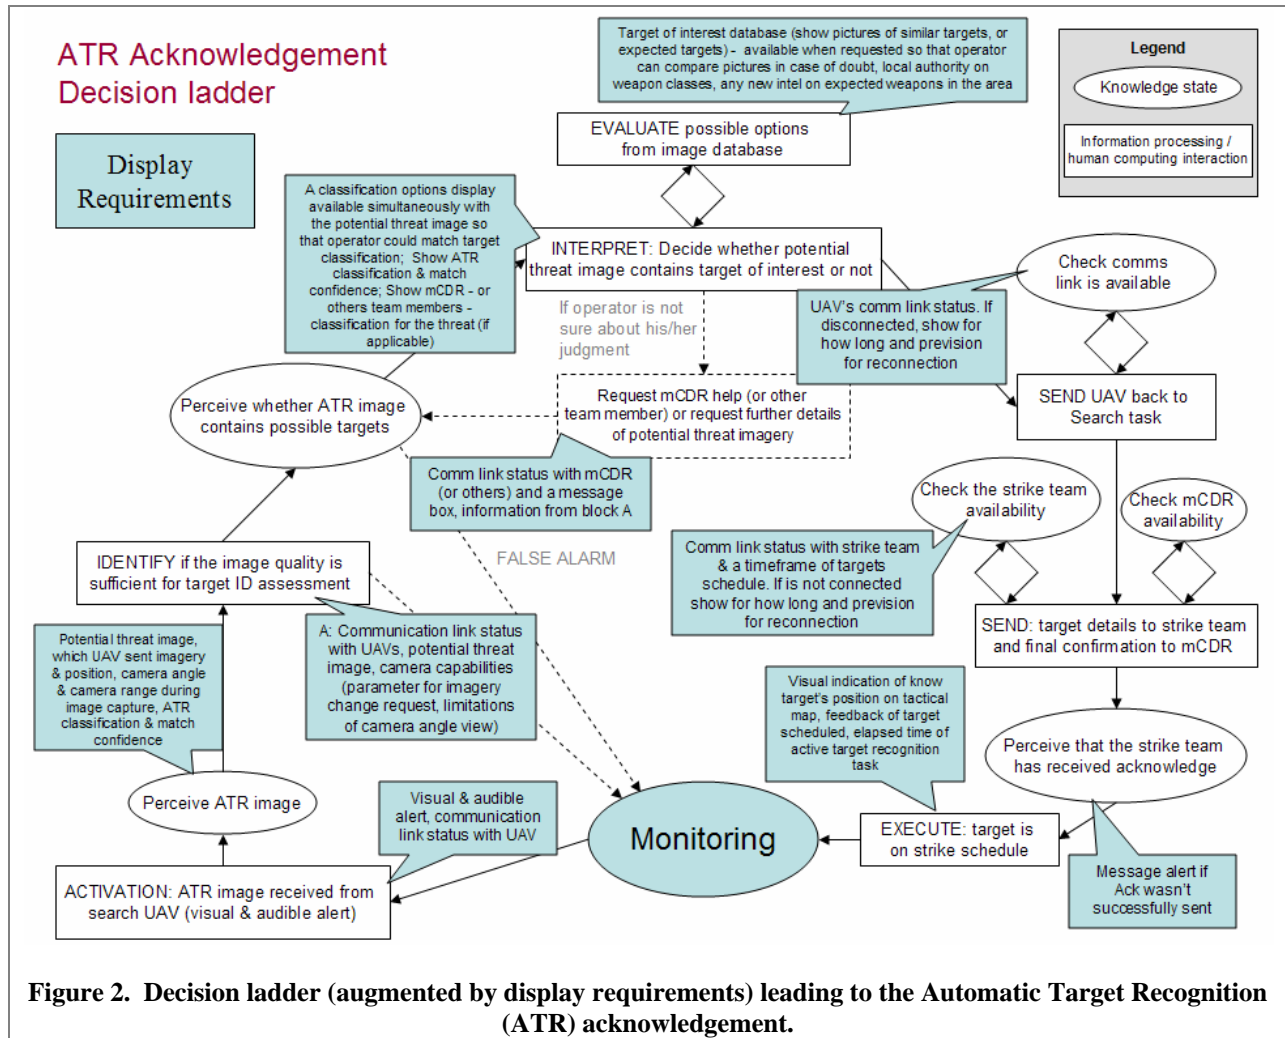 ATR Acknowledgement
Decision ladder
Target of interest database (show pictures of similar targets, or
expected targets) - available when requested so that operator
can compare pictures in case of doubt, local authority on
weapon classes, any new intel on expected weapons in the area
Legend
Knowledge state
Information processing /
human computing interaction
Display
Requirements
EVALUATE possible options
from image database
A classification options display
available simultaneously with
the potential threat image so
that operator could match target
classification; Show ATR
classification & match
confidence; Show mCDR - or
others team members -
classification for the threat (if
applicable)
INTERPRET: Decide whether potential
threat image contains target of interest or not
If operator is not
sure about his/her
judgment
UAV's comm link status. If
disconnected, show for
how long and prevision
for reconnection
Check comms
link is available
Perceive whether ATR image
contains possible targets
Request mCDR help (or other
team member) or request further details
of potential threat imagery
SEND UAV back to
Search task
Comm link status with mCDR
(or others) and a message
box, information from block A
Check the strike team
availability
Check mCDR
availability
FALSE ALARM
IDENTIFY if the image quality is
sufficient for target ID assessment
Comm link status with strike team
& a timeframe of targets
schedule. If is not connected
show for how long and prevision
for reconnection
SEND: target details to strike team
and final confirmation to mCDR
Potential threat image,
which UAV sent imagery
& position, camera angle
& camera range during
image capture, ATR
classification & match
confidence
A: Communication link status
with UAVs, potential threat
image, camera capabilities
(parameter for imagery
change request, limitations
of camera angle view)
Visual indication of know
target's position on tactical
map, feedback of target
scheduled, elapsed time of
active target recognition
task
Perceive that the strike team
has received acknowledge
Perceive ATR image
Visual & audible
alert, communication
link status with UAV
Monitoring
EXECUTE: target is
on strike schedule
Message alert if
Ack wasn't
successfully sent
ACTIVATION: ATR image received from
search UAV (visual & audible alert)
Figure 2. Decision ladder (augmented by display requirements) leading to the Automatic Target Recognition
(ATR) acknowledgement.